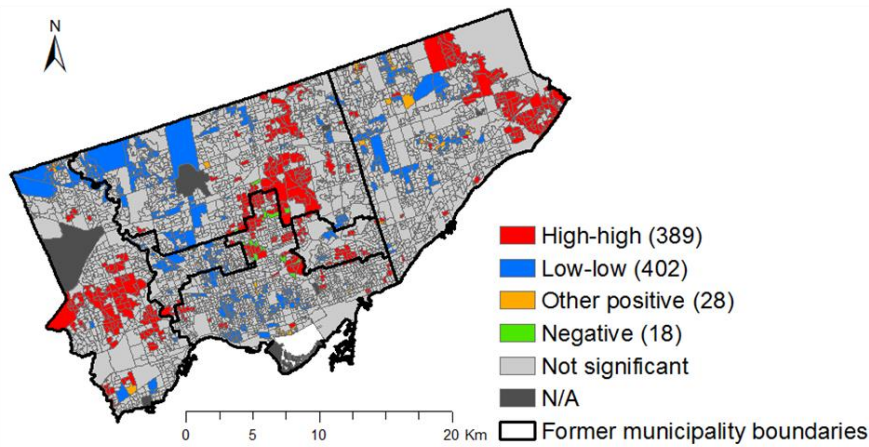 N
High-high (389)
Low-low (402)
Other positive (28)
Negative (18)
Not significant
N/A
Former municipality boundaries
0 5 10 20 Km